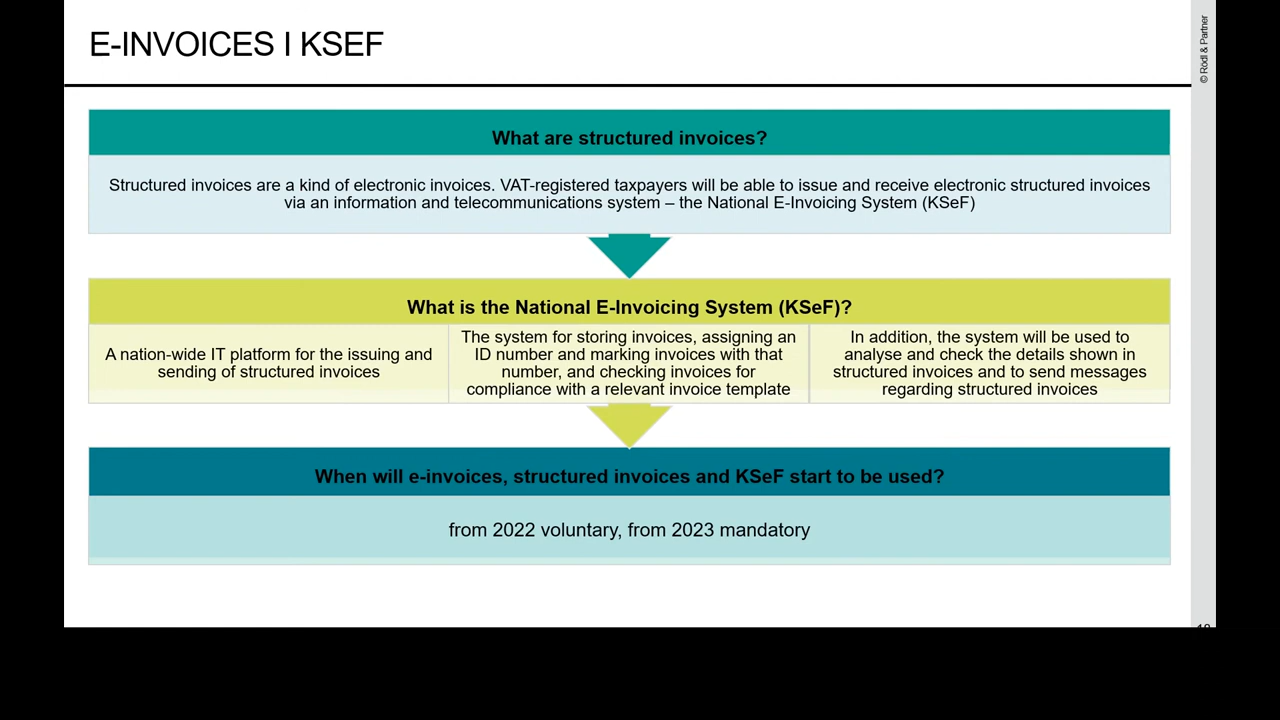 E-INVOICES I KSEF
© Rödl & Partner
What are structured invoices?
Structured invoices are a kind of electronic invoices. VAT-registered taxpayers will be able to issue and receive electronic structured invoices
via an information and telecommunications system – the National E-Invoicing System (KSeF)
What is the National E-Invoicing System (KSeF)?
A nation-wide IT platform for the issuing and
sending of structured invoices
The system for storing invoices, assigning an
ID number and marking invoices with that
number, and checking invoices for
compliance with a relevant invoice template
In addition, the system will be used to
analyse and check the details shown in
structured invoices and to send messages
regarding structured invoices
When will e-invoices, structured invoices and KSeF start to be used?
from 2022 voluntary, from 2023 mandatory